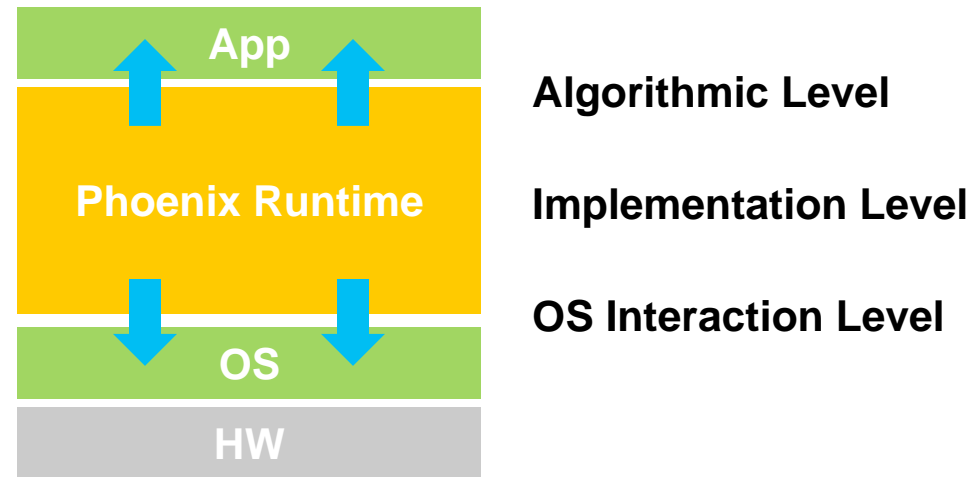 App
Algorithmic Level
Phoenix Runtime
Implementation Level
OS Interaction Level
OS
HW